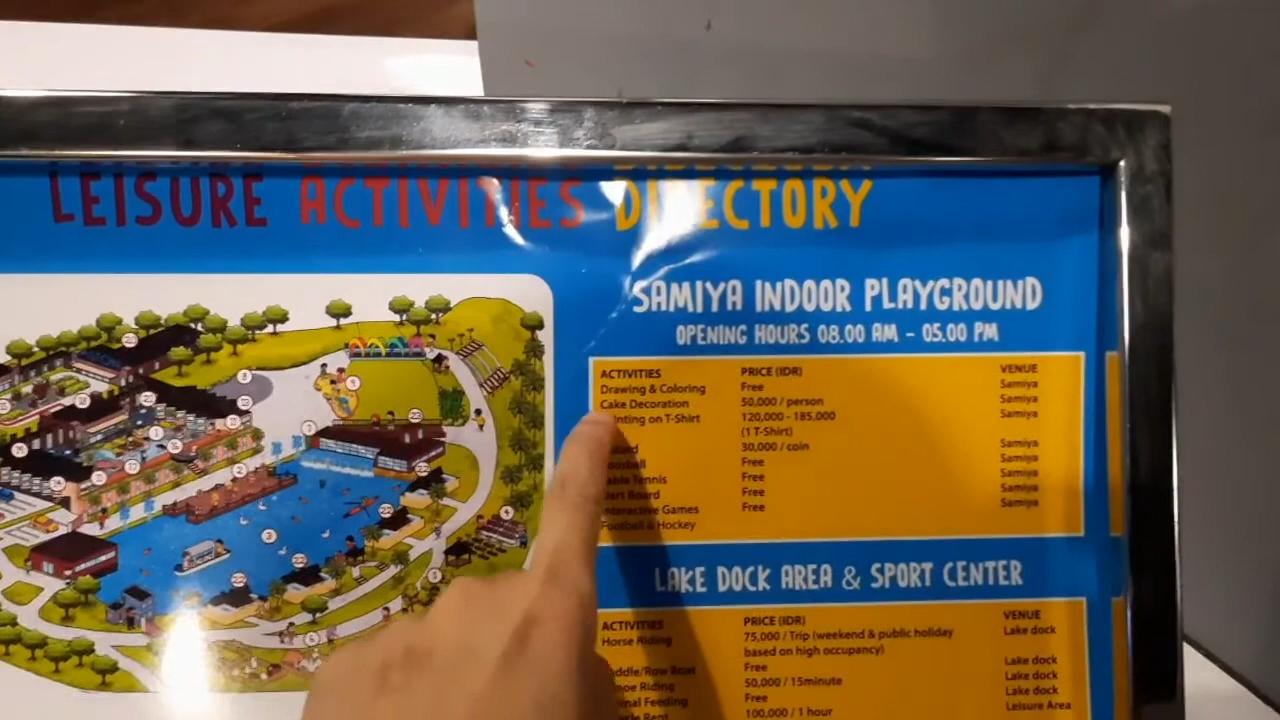 LEISURE ACTIVITIES DIRECTORY
SAMIYA INDOOR PLAYGROUND
OPENING HOURS 08.00 AM - 05.00 PM
ACTIVITIES PRICE (IDR) VENUE
Drawing & Coloring Free Samiya
Cake Decoration 50,000 / person Samiya
on T-Shirt 120,000 - 185,000 Samiya
(1 T-Shirt)
30,000 / coin Samiya
Free Samiya
Tennis Free Samiya
Board Free Samiya
Interactive Games Free Samiya
Football & Hockey
LAKE DOCK AREA & SPORT CENTER
ACTIVITIES PRICE (IDR) VENUE
Horse Riding 75,000 / Trip (weekend & public holiday Lake dock
based on high occupancy)
Boat Free Lake dock
Riding 50,000 / 15minute Lake dock
Feeding Free Lake dock
Rent 100,000 / 1 hour Leisure Area